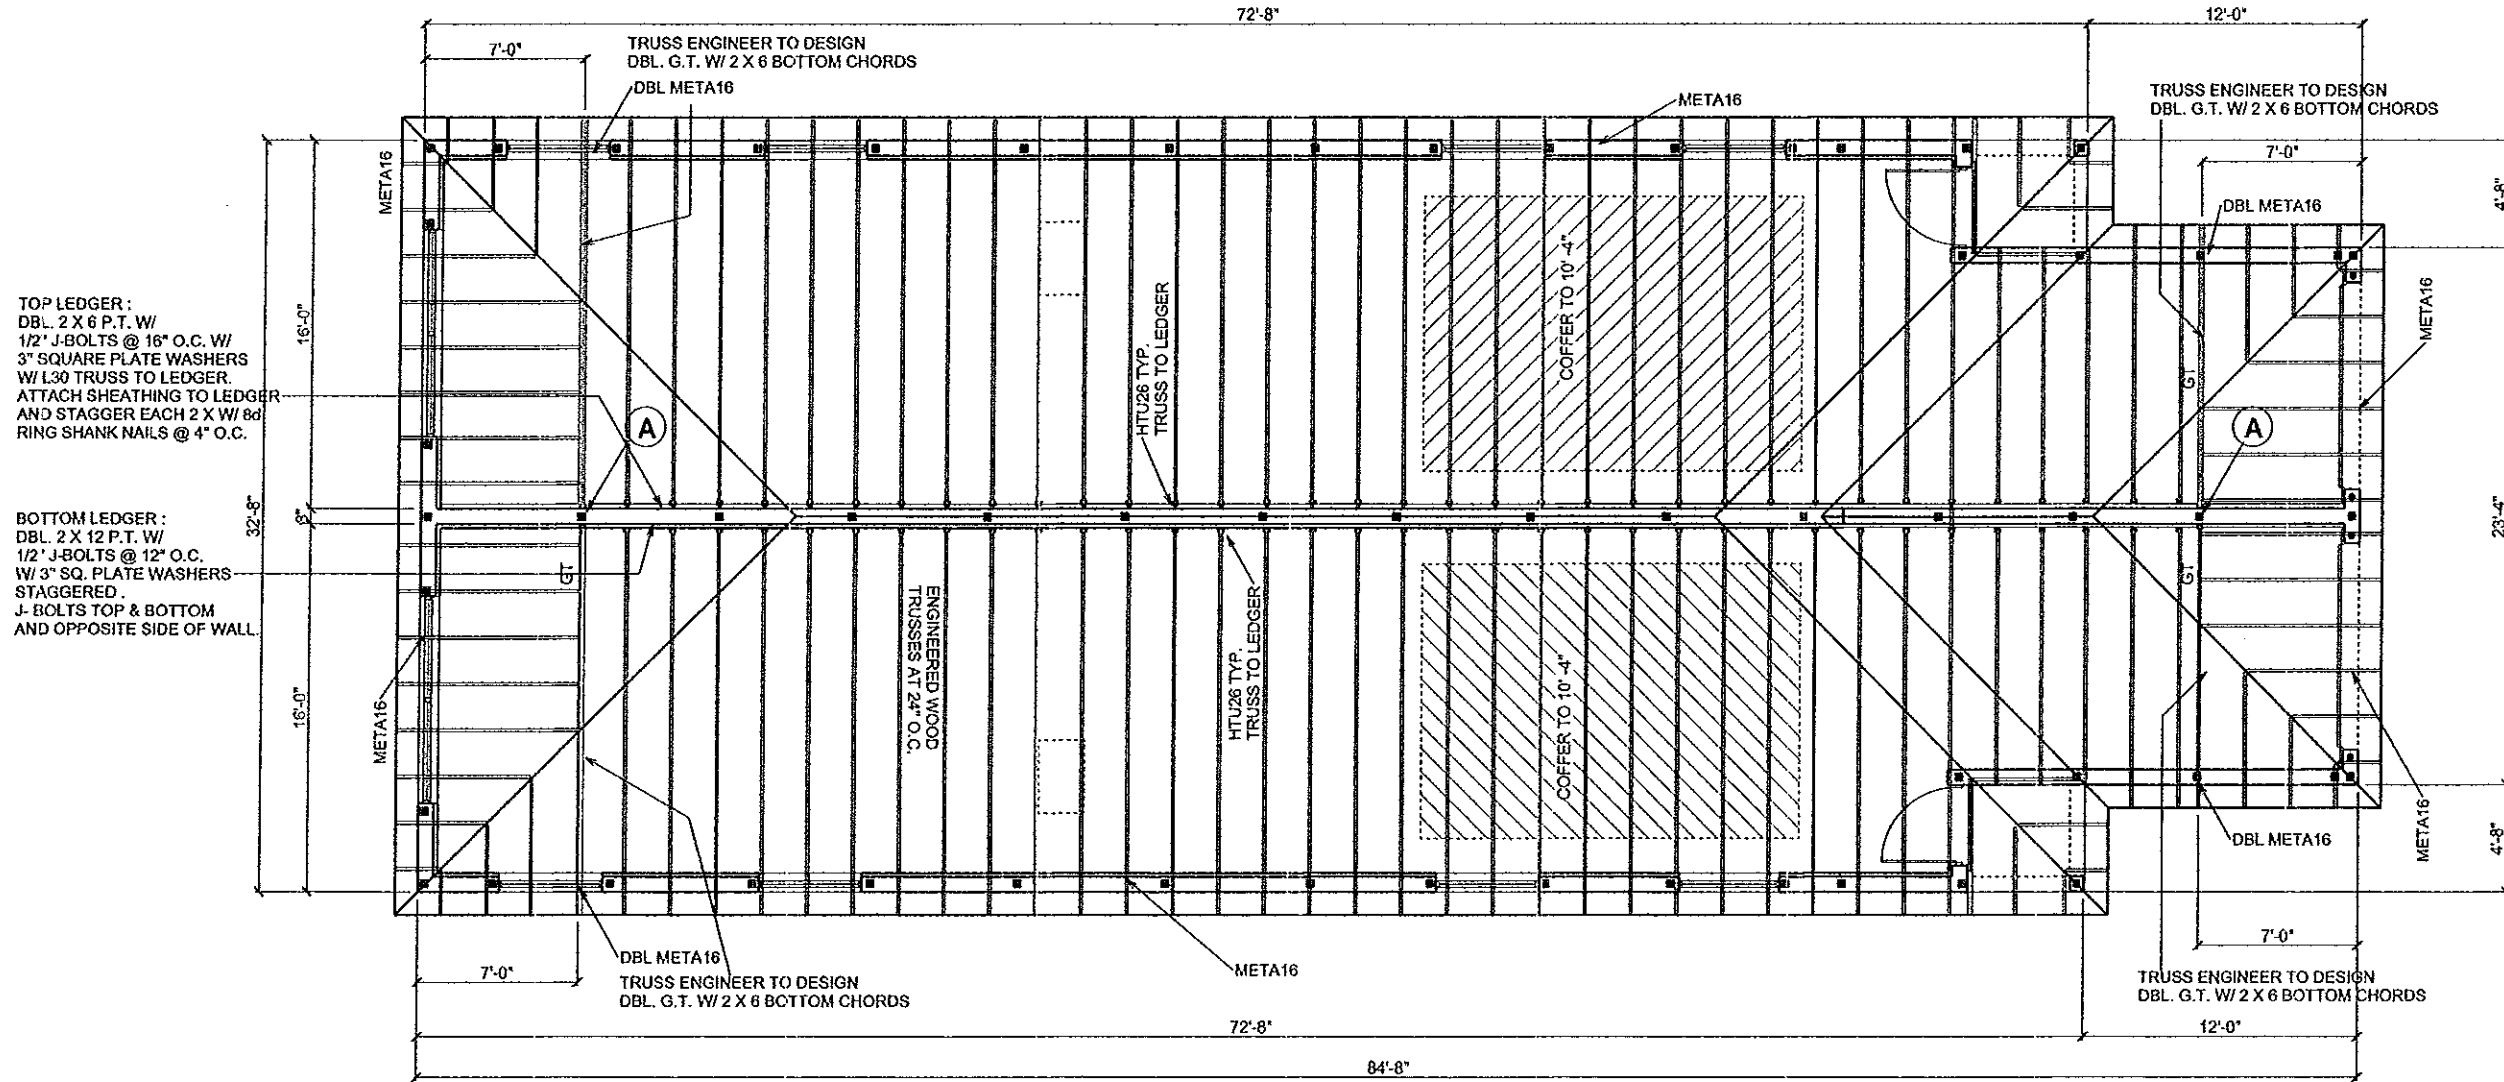 72'-8"
12'-0"
7'-0"
TRUSS ENGINEER TO DESIGN
DBL. G.T. W/ 2 X 6 BOTTOM CHORDS
DBL META16
META16
TRUSS ENGINEER TO DESIGN
DBL. G.T. W/ 2 X 6 BOTTOM CHORDS
7'-0"
4'-8"
META16
DBL META16
META16
TOP LEDGER :
DBL. 2 X 6 P.T. W/
1/2" J-BOLTS @ 16" O.C. W/
3" SQUARE PLATE WASHERS
W/ L30 TRUSS TO LEDGER.
ATTACH SHEATHING TO LEDGER
AND STAGGER EACH 2 X W/ 8d
RING SHANK NAILS @ 4" O.C.
16'-0"
HTU26 TYP.
TRUSS TO LEDGER
COFFER TO 10'-4"
GT
A
A
32'-8"
8"
23'-4"
BOTTOM LEDGER :
DBL. 2 X 12 P.T. W/
1/2" J-BOLTS @ 12" O.C.
W/ 3" SQ. PLATE WASHERS
STAGGERED.
J- BOLTS TOP & BOTTOM
AND OPPOSITE SIDE OF WALL.
GT
GT
16'-0"
META16
ENGINEERED WOOD
TRUSSES AT 24" O.C.
HTU26 TYP.
TRUSS TO LEDGER
COFFER TO 10'-4"
META16
DBL META16
4'-8"
7'-0"
DBL META16
TRUSS ENGINEER TO DESIGN
DBL. G.T. W/ 2 X 6 BOTTOM CHORDS
META16
7'-0"
TRUSS ENGINEER TO DESIGN
DBL. G.T. W/ 2 X 6 BOTTOM CHORDS
72'-8"
12'-0"
84'-8"